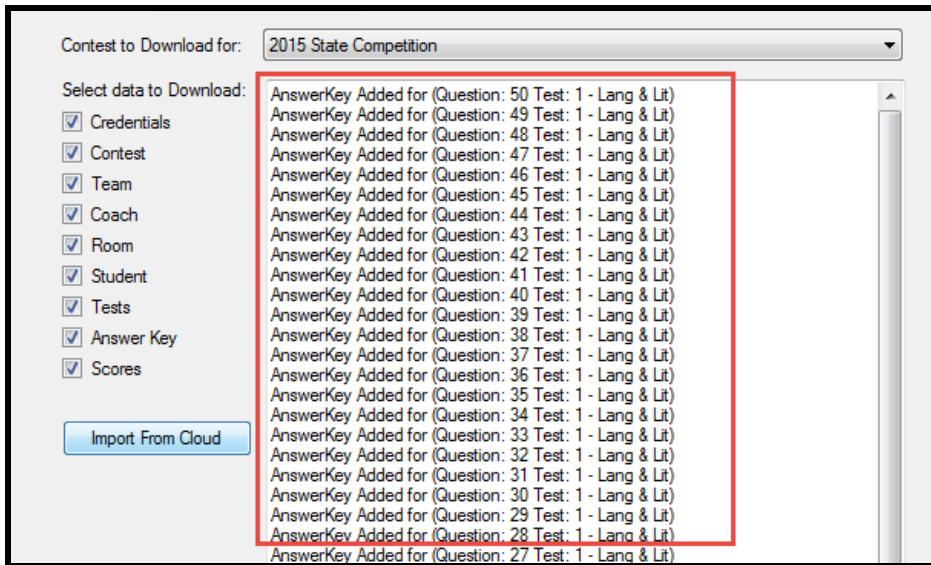 Contest to Download for: 2015 State Competition
Select data to Download:
Credentials
Contest
Team
Coach
Room
Student
Tests
Answer Key
Scores
Import From Cloud
AnswerKey Added for (Question: 50 Test: 1 - Lang & Lit)
AnswerKey Added for (Question: 49 Test: 1 - Lang & Lit)
AnswerKey Added for (Question: 48 Test: 1 - Lang & Lit)
AnswerKey Added for (Question: 47 Test: 1 - Lang & Lit)
AnswerKey Added for (Question: 46 Test: 1 - Lang & Lit)
AnswerKey Added for (Question: 45 Test: 1 - Lang & Lit)
AnswerKey Added for (Question: 44 Test: 1 - Lang & Lit)
AnswerKey Added for (Question: 43 Test: 1 - Lang & Lit)
AnswerKey Added for (Question: 42 Test: 1 - Lang & Lit)
AnswerKey Added for (Question: 41 Test: 1 - Lang & Lit)
AnswerKey Added for (Question: 40 Test: 1 - Lang & Lit)
AnswerKey Added for (Question: 39 Test: 1 - Lang & Lit)
AnswerKey Added for (Question: 38 Test: 1 - Lang & Lit)
AnswerKey Added for (Question: 37 Test: 1 - Lang & Lit)
AnswerKey Added for (Question: 36 Test: 1 - Lang & Lit)
AnswerKey Added for (Question: 35 Test: 1 - Lang & Lit)
AnswerKey Added for (Question: 34 Test: 1 - Lang & Lit)
AnswerKey Added for (Question: 33 Test: 1 - Lang & Lit)
AnswerKey Added for (Question: 32 Test: 1 - Lang & Lit)
AnswerKey Added for (Question: 31 Test: 1 - Lang & Lit)
AnswerKey Added for (Question: 30 Test: 1 - Lang & Lit)
AnswerKey Added for (Question: 29 Test: 1 - Lang & Lit)
AnswerKey Added for (Question: 28 Test: 1 - Lang & Lit)
AnswerKey Added for (Question: 27 Test: 1 - Lang & Lit)